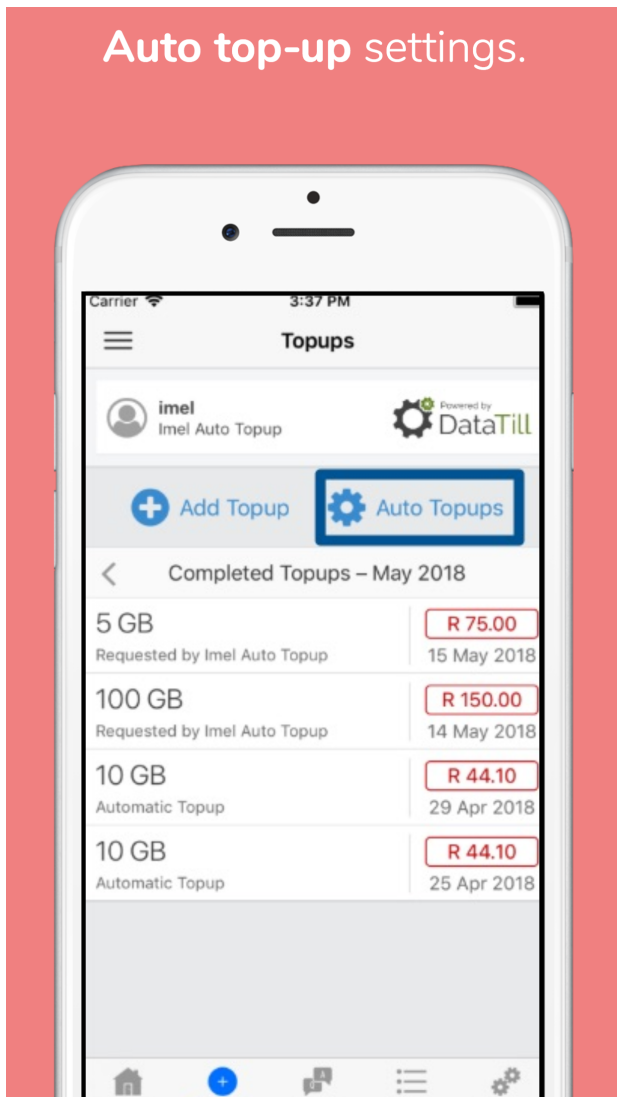 Auto top-up settings.
Carrier 3:37 PM
Topups
imel
Imel Auto Topup
Powered by
DataTill
Add Topup Auto Topups
Completed Topups – May 2018
5 GB R 75.00
Requested by Imel Auto Topup 15 May 2018
100 GB R 150.00
Requested by Imel Auto Topup 14 May 2018
10 GB R 44.10
Automatic Topup 29 Apr 2018
10 GB R 44.10
Automatic Topup 25 Apr 2018